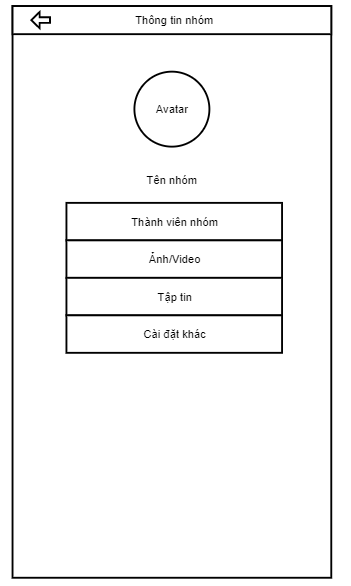 Thông tin nhóm
Avatar
Tên nhóm
Thành viên nhóm
Ảnh/Video
Tập tin
Cài đặt khác